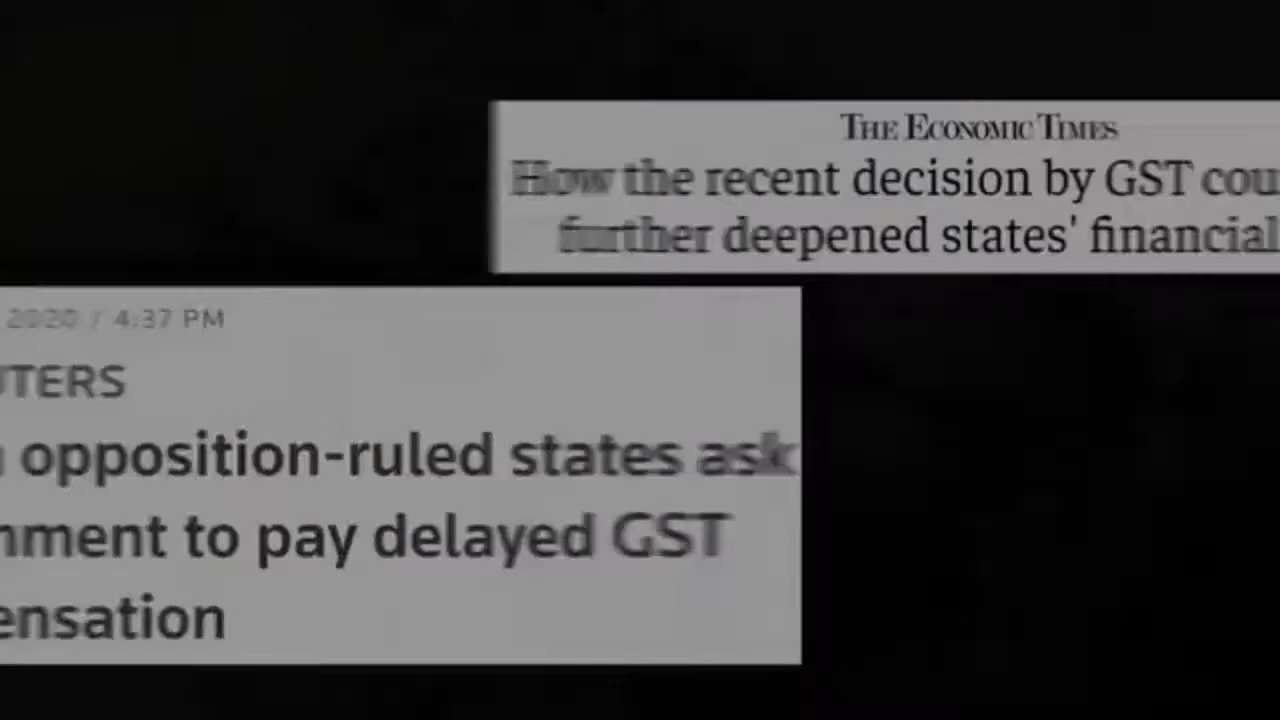 THE ECONOMIC TIMES
How the recent decision by GST cou
further deepened states' financial
2020 / 4:37 PM
UTERS
opposition-ruled states ask
nment to pay delayed GST
ensation